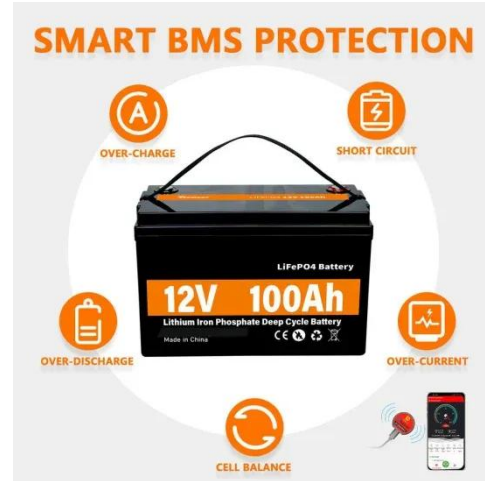 SMART BMS PROTECTION
A
OVER-CHARGE
SHORT CIRCUIT
LiFePO4 Battery
12V 100Ah
Lithium Iron Phosphate Deep Cycle Battery
Made in China
CE
OVER-DISCHARGE
OVER-CURRENT
CELL BALANCE